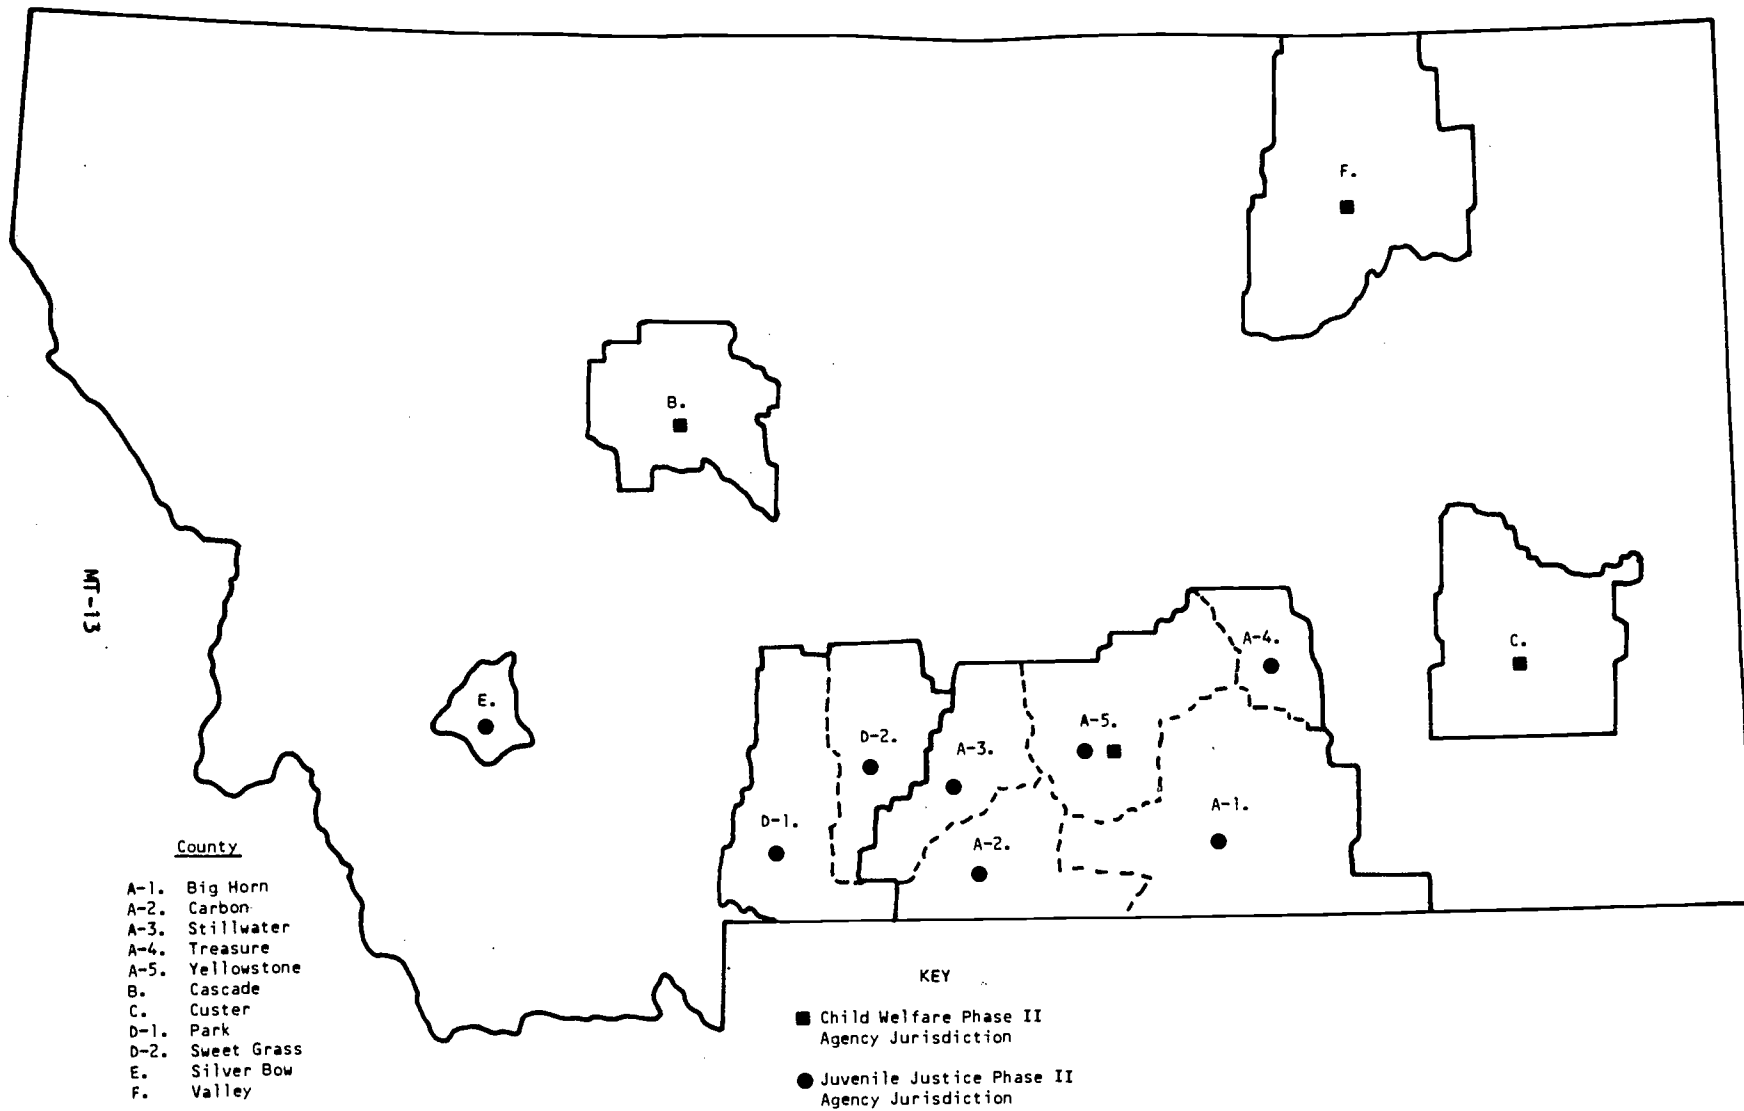 F.
B.
MT-13
A-4.
C.
E.
A-5.
D-2.
A-3.
A-1.
D-1.
A-2.
County
A-1. Big Horn
A-2. Carbon
A-3. Stillwater
A-4. Treasure
A-5. Yellowstone
B. Cascade
C. Custer
D-1. Park
D-2. Sweet Grass
E. Silver Bow
F. Valley
KEY
Child Welfare Phase II
Agency Jurisdiction
Juvenile Justice Phase II
Agency Jurisdiction